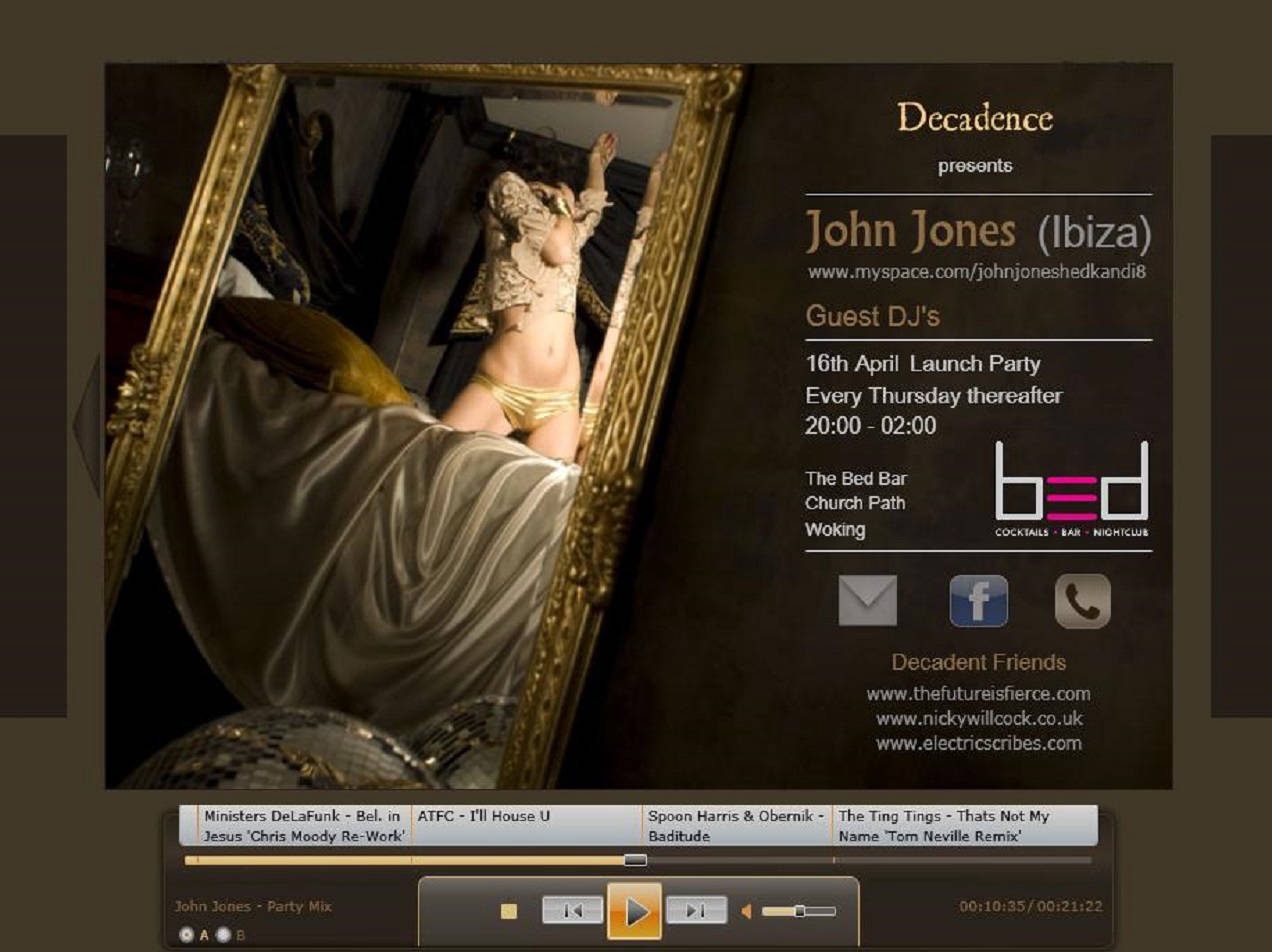 Decadence
presents
John Jones (Ibiza)
www.myspace.com/johnjoneshedkandi8
Guest DJ's
16th April Launch Party
Every Thursday thereafter
20:00 - 02:00
The Bed Bar
Church Path
Woking
bed
COCKTAILS • BAR • NIGHTCLUB
f
Decadent Friends
www.thefutureisfierce.com
www.nickywillcock.co.uk
www.electricscribes.com
Ministers DeLaFunk - Bel. in
Jesus 'Chris Moody Re-Work'
ATFC - I'll House U
Spoon Harris & Obernik -
Baditude
The Ting Tings - Thats Not My
Name 'Tom Neville Remix'
John Jones - Party Mix
00:10:35/00:21:22
A B